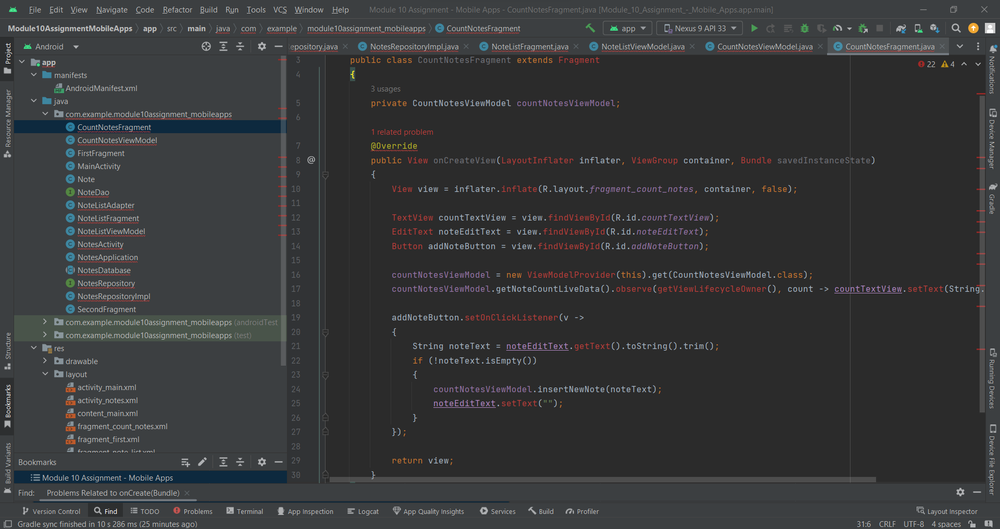 File Edit View Navigate Code Refactor Build Run Tools VCS Window Help Module 10 Assignment - Mobile Apps - CountNotesFragment.java [Module_10_Assignment_-_Mobile_Apps.app.main]
Module10AssignmentMobileApps app src main java com example module10assignment_mobileapps CountNotesFragment app Nexus 9 API 33
Project
Resource Manager
Structure
Bookmarks
Build Variants
Android
app
manifests
AndroidManifest.xml
java
com.example.module10assignment_mobileapps
CountNotesFragment
CountNotesViewModel
FirstFragment
MainActivity
Note
NoteDao
NoteListAdapter
NoteListFragment
NoteListViewModel
NotesActivity
NotesApplication
NotesDatabase
NotesRepository
NotesRepositoryImpl
SecondFragment
com.example.module10assignment_mobileapps (androidTest
com.example.module10assignment_mobileapps (test)
res
drawable
layout
activity_main.xml
activity_notes.xml
content_main.xml
fragment_count_notes.xml
fragment_first.xml
fragment_note_list.xml
Bookmarks
Module 10 Assignment - Mobile Apps
epository.java NotesRepositoryImpl.java NoteListFragment.java NoteListViewModel.java CountNotesViewModel.java CountNotesFragment.java
22 4
3 public class CountNotesFragment extends Fragment
4 {
3 usages
5 private CountNotesViewModel countNotesViewModel;
6
1 related problem
7 @Override
8 @ public View onCreateView(LayoutInflater inflater, ViewGroup container, Bundle savedInstanceState)
9 {
10 View view = inflater.inflate(R.layout.fragment_count_notes, container, false);
11
12 TextView countTextView = view.findViewById(R.id.countTextView);
13 EditText noteEditText = view.findViewById(R.id.noteEditText);
14 Button addNoteButton = view.findViewById(R.id.addNoteButton);
15
16 countNotesViewModel = new ViewModelProvider(this).get(CountNotesViewModel.class);
17 countNotesViewModel.getNoteCountLiveData().observe(getViewLifecycleOwner(), count -> countTextView.setText(String.
18
19 addNoteButton.setOnClickListener(v ->
20 {
21 String noteText = noteEditText.getText().toString().trim();
22 if (!noteText.isEmpty())
23 {
24 countNotesViewModel.insertNewNote(noteText);
25 noteEditText.setText("");
26 }
27 });
28
29 return view;
30 }
Notifications
Device Manager
Gradle
Running Devices
Device File Explorer
Find: Problems Related to onCreate(Bundle)
Version Control Find TODO Problems Terminal App Inspection Logcat App Quality Insights Services Build Profiler Layout Inspector
Gradle sync finished in 10 s 286 ms (25 minutes ago) 31:6 CRLF UTF-8 4 spaces